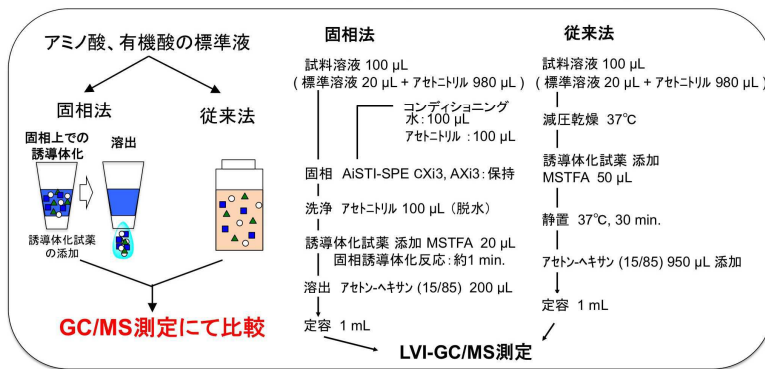 アミノ酸、有機酸の標準液
固相法
従来法
固相上での
誘導体化
溶出
誘導体化試薬
の添加
GC/MS測定にて比較
固相法
試料溶液 100 μL
( 標準溶液 20 μL + アセトニトリル 980 μL )
コンディショニング
水：100 μL
アセトニトリル ：100 μL
固相 AiSTI-SPE CXi3, AXi3：保持
洗浄 アセトニトリル 100 μL （脱水）
誘導体化試薬 添加 MSTFA 20 μL
固相誘導体化反応：約1 min.
溶出 アセトン-ヘキサン (15/85) 200 μL
定容 1 mL
従来法
試料溶液 100 μL
( 標準溶液 20 μL + アセトニトリル 980 μL )
減圧乾燥 37℃
誘導体化試薬 添加
MSTFA 50 μL
静置 37℃, 30 min.
アセトン-ヘキサン (15/85) 950 μL 添加
定容 1 mL
LVI-GC/MS測定